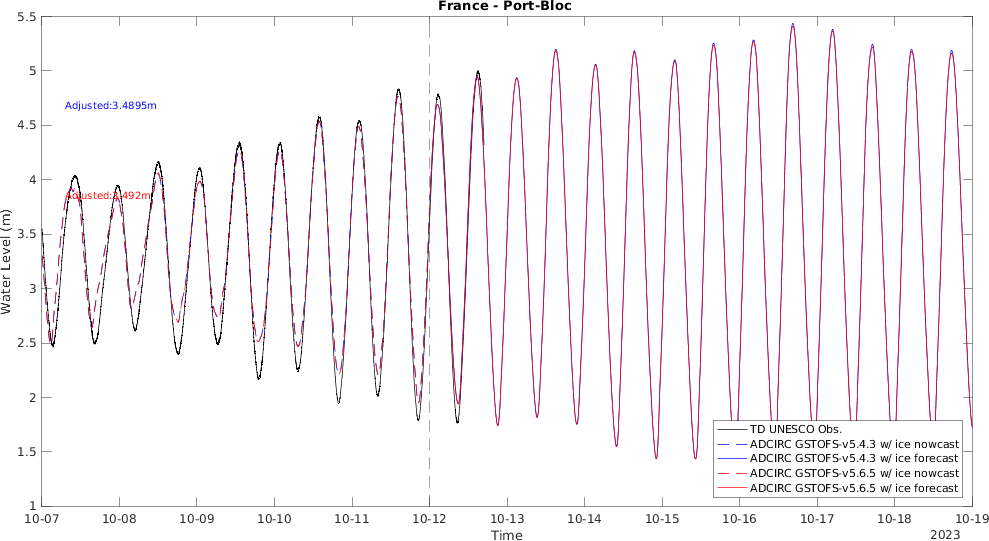 France - Port-Bloc
5.5
5
4.5
4
3.5
3
2.5
2
1.5
1
Water Level (m)
Adjusted:3.4895m
Adjusted:3.492m
TD UNESCO Obs.
ADCIRC GSTOFS-v5.4.3 w/ ice nowcast
ADCIRC GSTOFS-v5.4.3 w/ ice forecast
ADCIRC GSTOFS-v5.6.5 w/ ice nowcast
ADCIRC GSTOFS-v5.6.5 w/ ice forecast
10-07 10-08 10-09 10-10 10-11 10-12 10-13 10-14 10-15 10-16 10-17 10-18 10-19
Time
2023